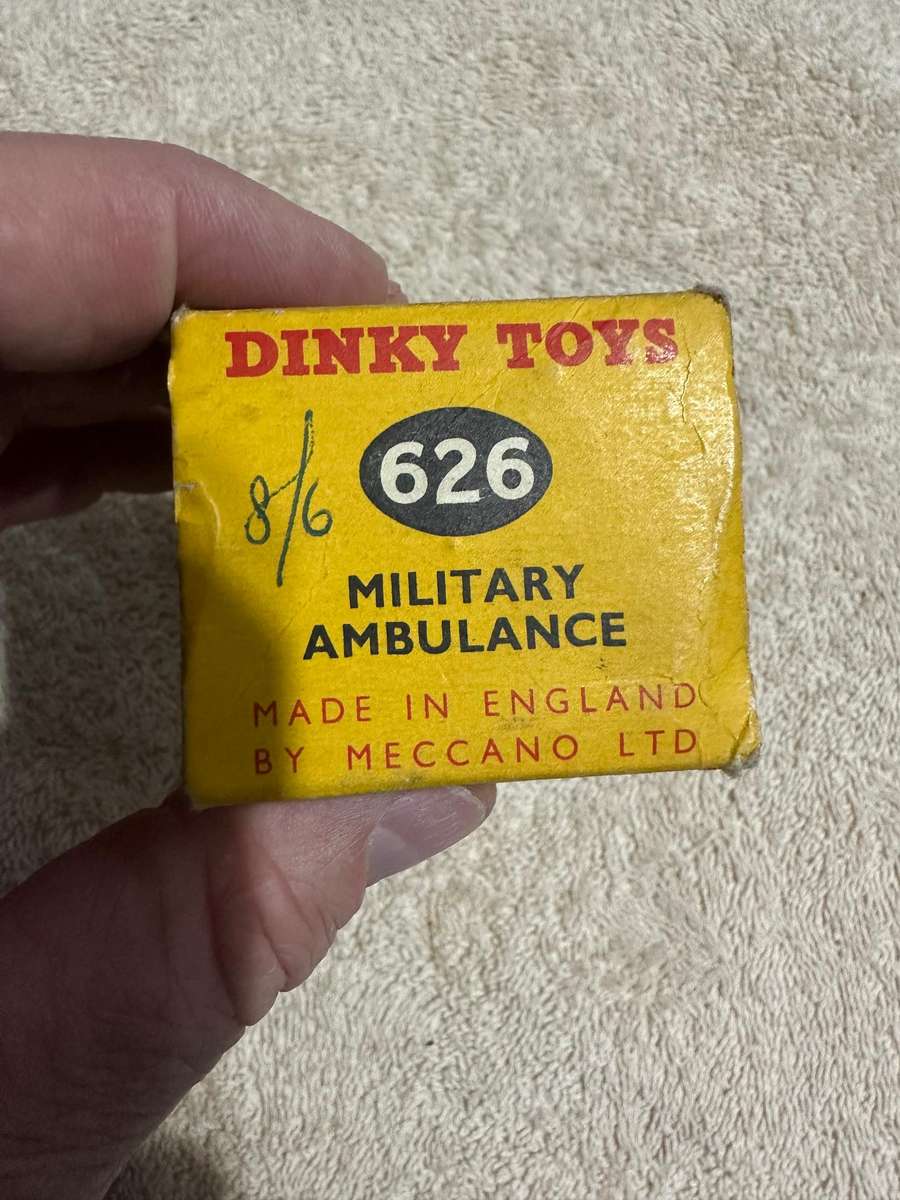 DINKY TOYS
8/6
626
MILITARY
AMBULANCE
MADE IN ENGLAND
BY MECCANO LTD